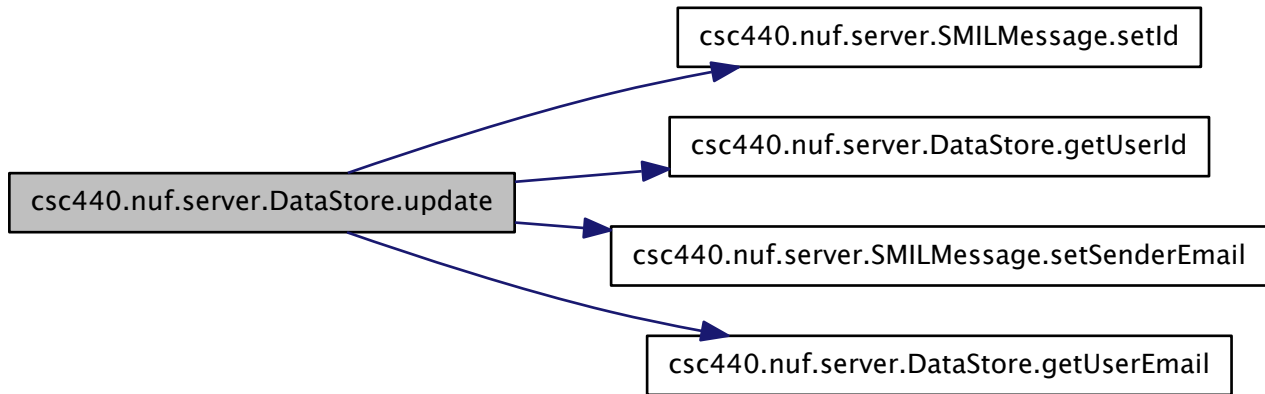 csc440.nuf.server.SMILMessage.setId
csc440.nuf.server.DataStore.getUserId
csc440.nuf.server.DataStore.update
csc440.nuf.server.SMILMessage.setSenderEmail
csc440.nuf.server.DataStore.getUserEmail